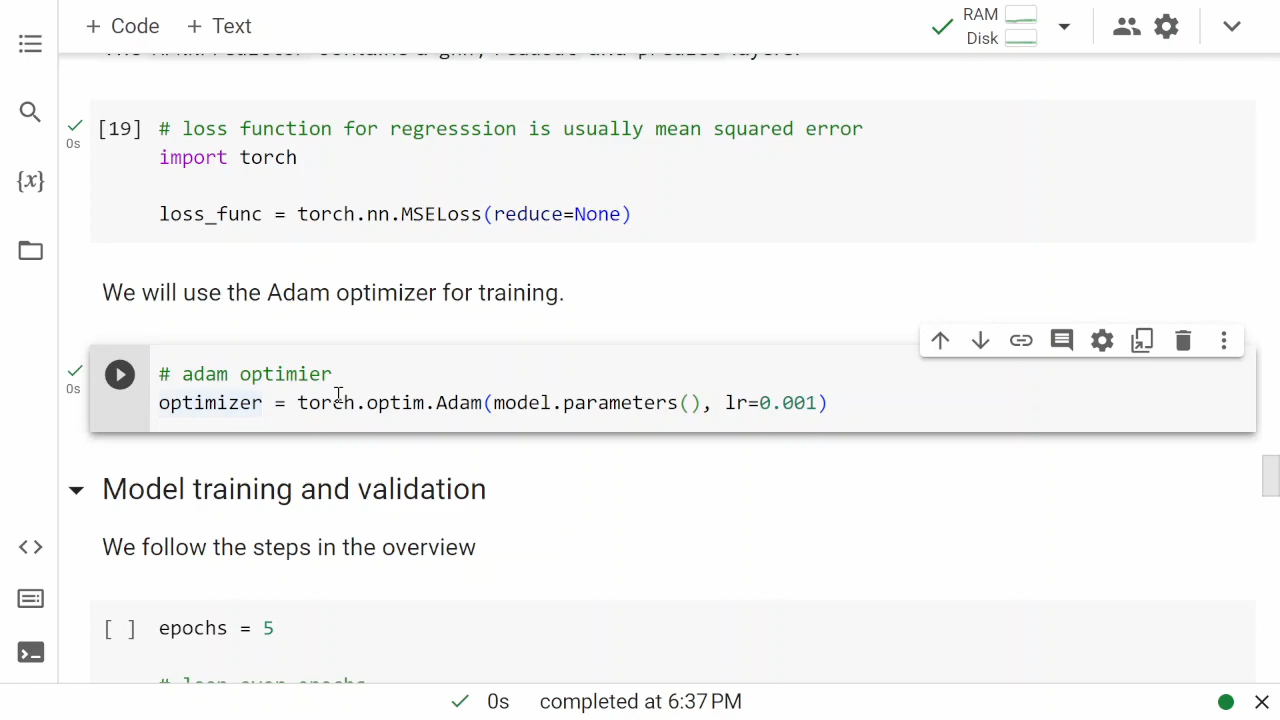 + Code + Text
RAM
Disk
[19] # loss function for regresssion is usually mean squared error
import torch
0s
loss_func = torch.nn.MSELoss(reduce=None)
We will use the Adam optimizer for training.
# adam optimier
0s
optimizer = torch.optim.Adam(model.parameters(), lr=0.001)
Model training and validation
We follow the steps in the overview
[ ] epochs = 5
0s completed at 6:37 PM